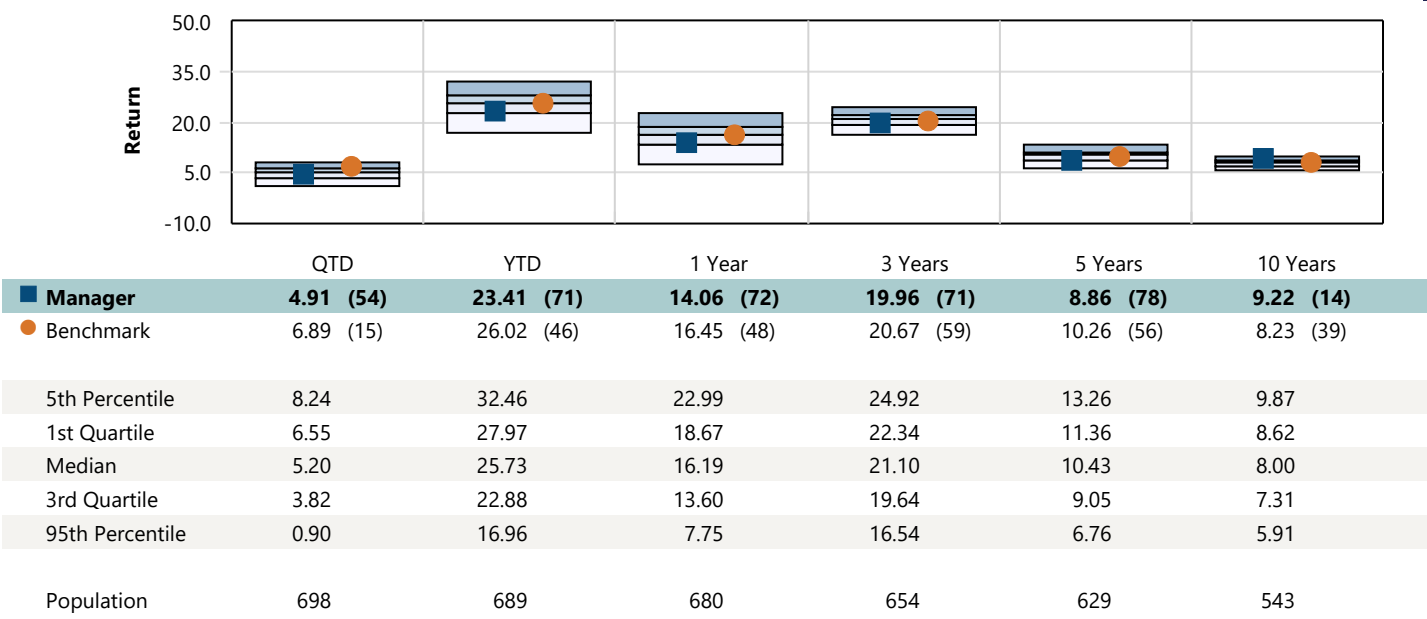 50.0
35.0
20.0
5.0
-10.0
Return
QTD YTD 1 Year 3 Years 5 Years 10 Years
Manager 4.91 (54) 23.41 (71) 14.06 (72) 19.96 (71) 8.86 (78) 9.22 (14)
Benchmark 6.89 (15) 26.02 (46) 16.45 (48) 20.67 (59) 10.26 (56) 8.23 (39)
5th Percentile 8.24 32.46 22.99 24.92 13.26 9.87
1st Quartile 6.55 27.97 18.67 22.34 11.36 8.62
Median 5.20 25.73 16.19 21.10 10.43 8.00
3rd Quartile 3.82 22.88 13.60 19.64 9.05 7.31
95th Percentile 0.90 16.96 7.75 16.54 6.76 5.91
Population 698 689 680 654 629 543